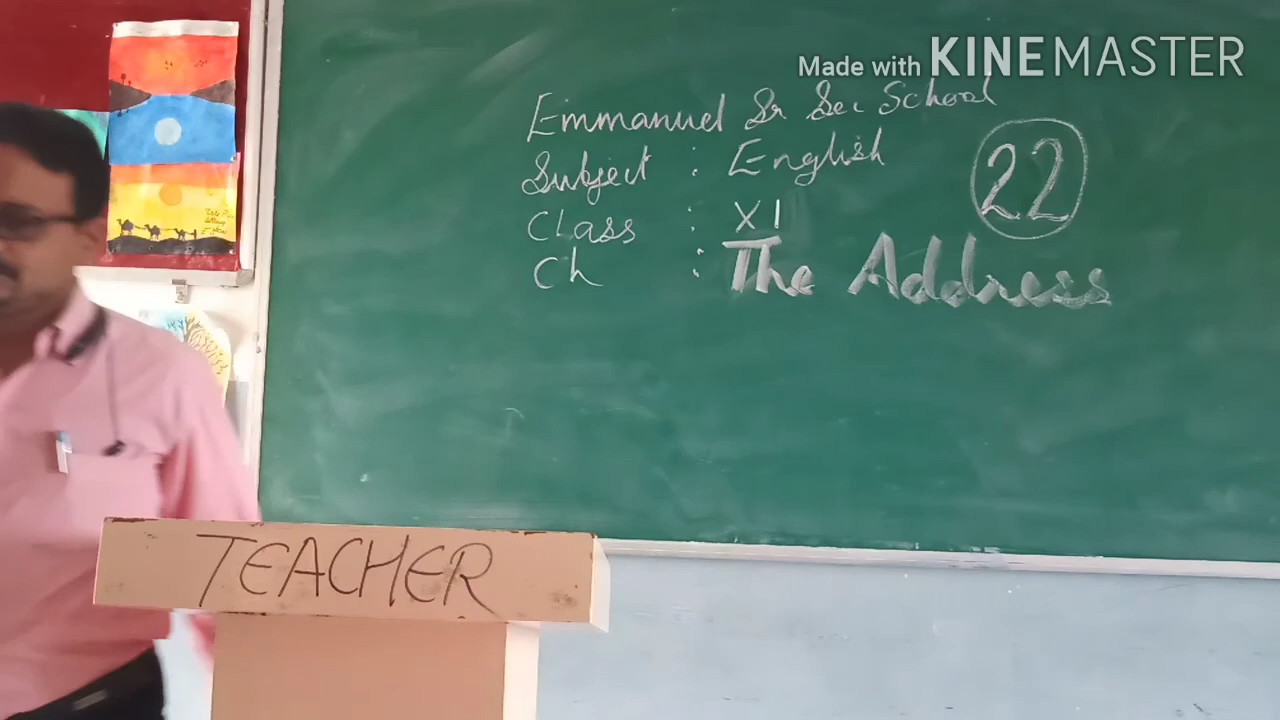 Made with KINEMASTER
Emmanuel Sr Sec School
Subject : English
22
Class : XI
Ch : The Address
TEACHER